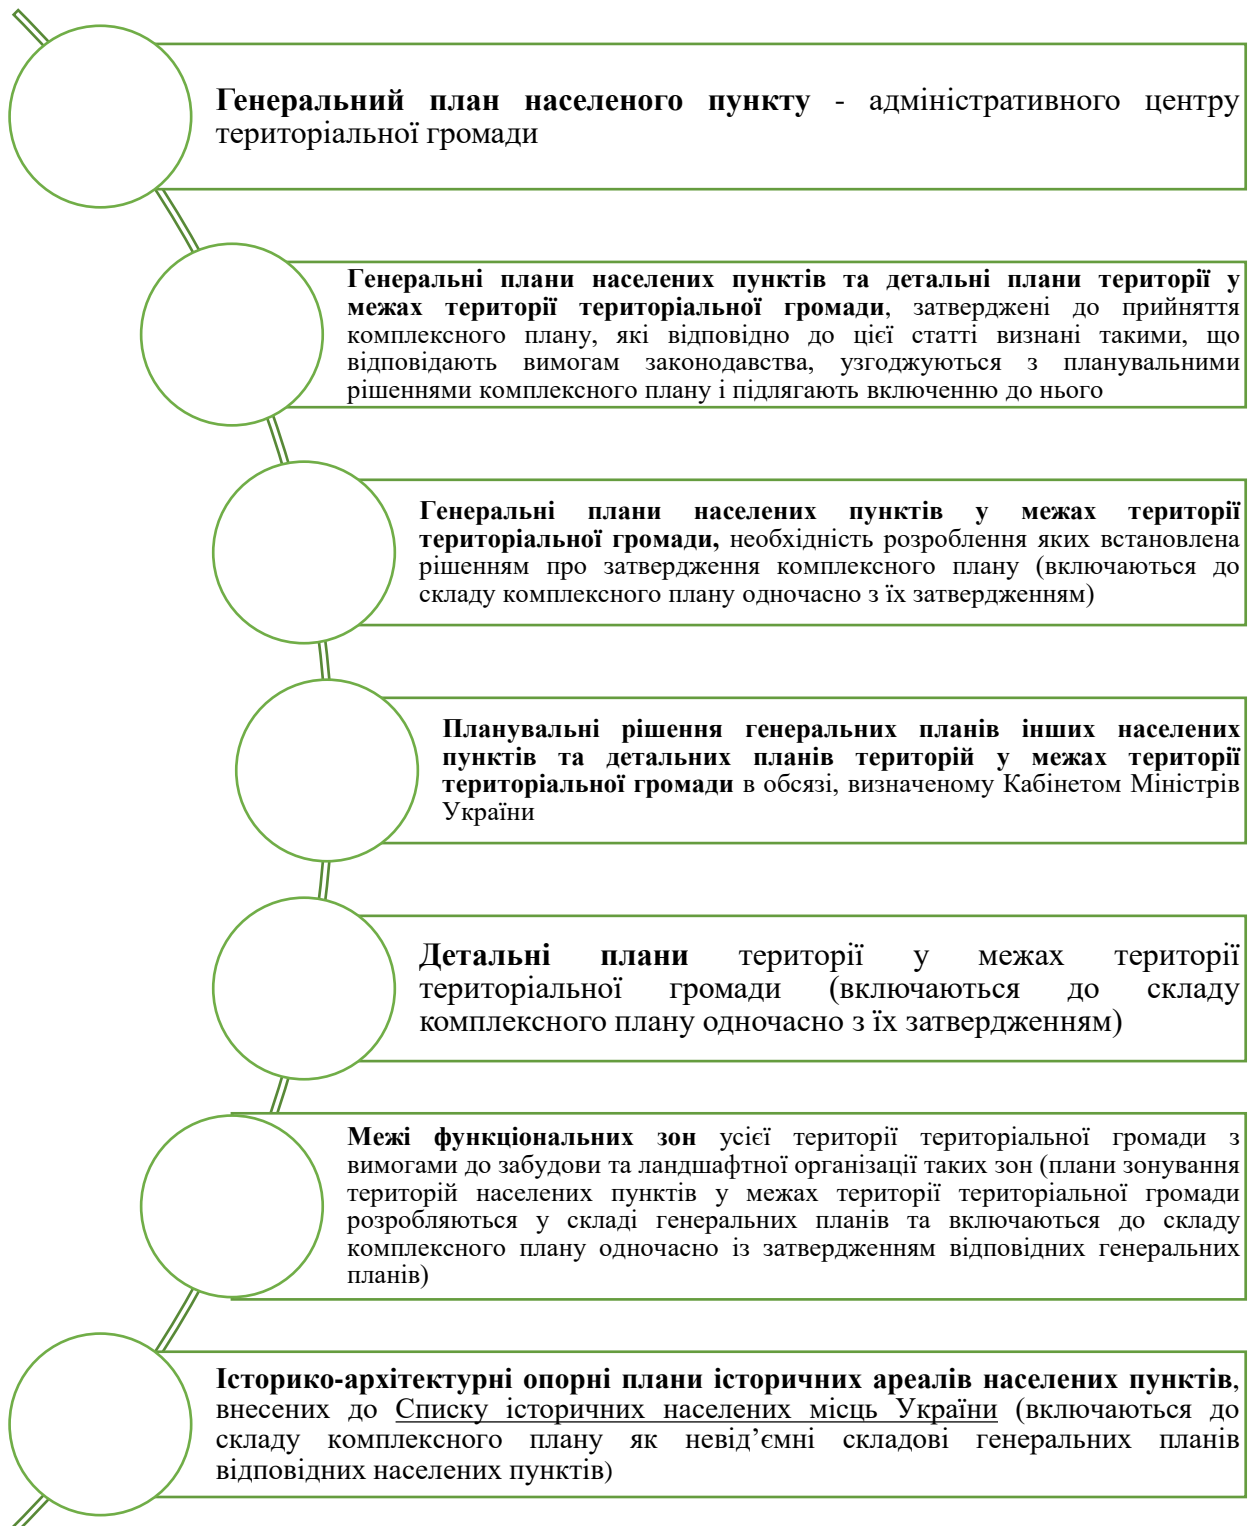 Генеральний план населеного пункту - адміністративного центру
територіальної громади
Генеральні плани населених пунктів та детальні плани території у
межах території територіальної громади, затверджені до прийняття
комплексного плану, які відповідно до цієї статті визнані такими, що
відповідають вимогам законодавства, узгоджуються з планувальними
рішеннями комплексного плану і підлягають включенню до нього
Генеральні плани населених пунктів у межах території
територіальної громади, необхідність розроблення яких встановлена
рішенням про затвердження комплексного плану (включаються до
складу комплексного плану одночасно з їх затвердженням)
Планувальні рішення генеральних планів інших населених
пунктів та детальних планів територій у межах території
територіальної громади в обсязі, визначеному Кабінетом Міністрів
України
Детальні плани території у межах території
територіальної громади (включаються до складу
комплексного плану одночасно з їх затвердженням)
Межі функціональних зон усієї території територіальної громади з
вимогами до забудови та ландшафтної організації таких зон (плани зонування
територій населених пунктів у межах території територіальної громади
розробляються у складі генеральних планів та включаються до складу
комплексного плану одночасно із затвердженням відповідних генеральних
планів)
Історико-архітектурні опорні плани історичних ареалів населених пунктів,
внесених до Списку історичних населених місць України (включаються до
складу комплексного плану як невід’ємні складові генеральних планів
відповідних населених пунктів)